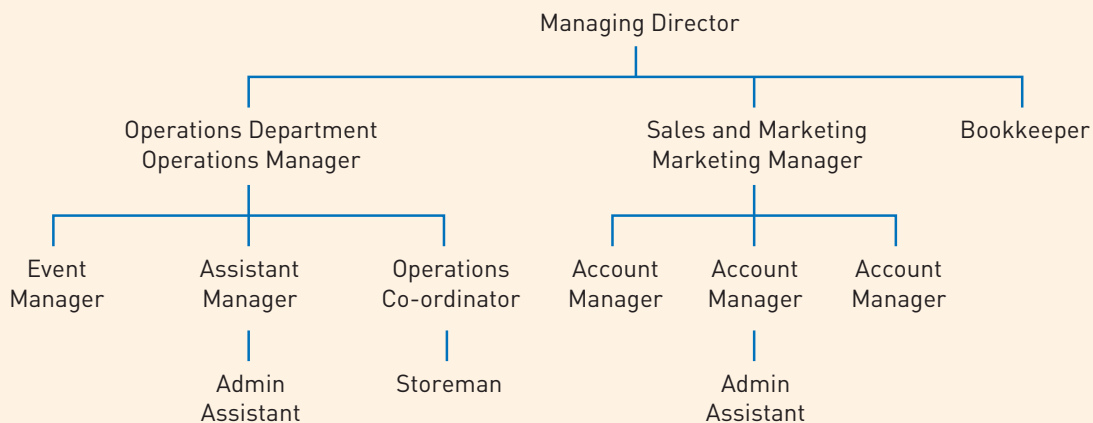 Managing Director
Operations Department
Operations Manager
Sales and Marketing
Marketing Manager
Bookkeeper
Event
Manager
Assistant
Manager
Operations
Co-ordinator
Account
Manager
Account
Manager
Account
Manager
Admin
Assistant
Storeman
Admin
Assistant